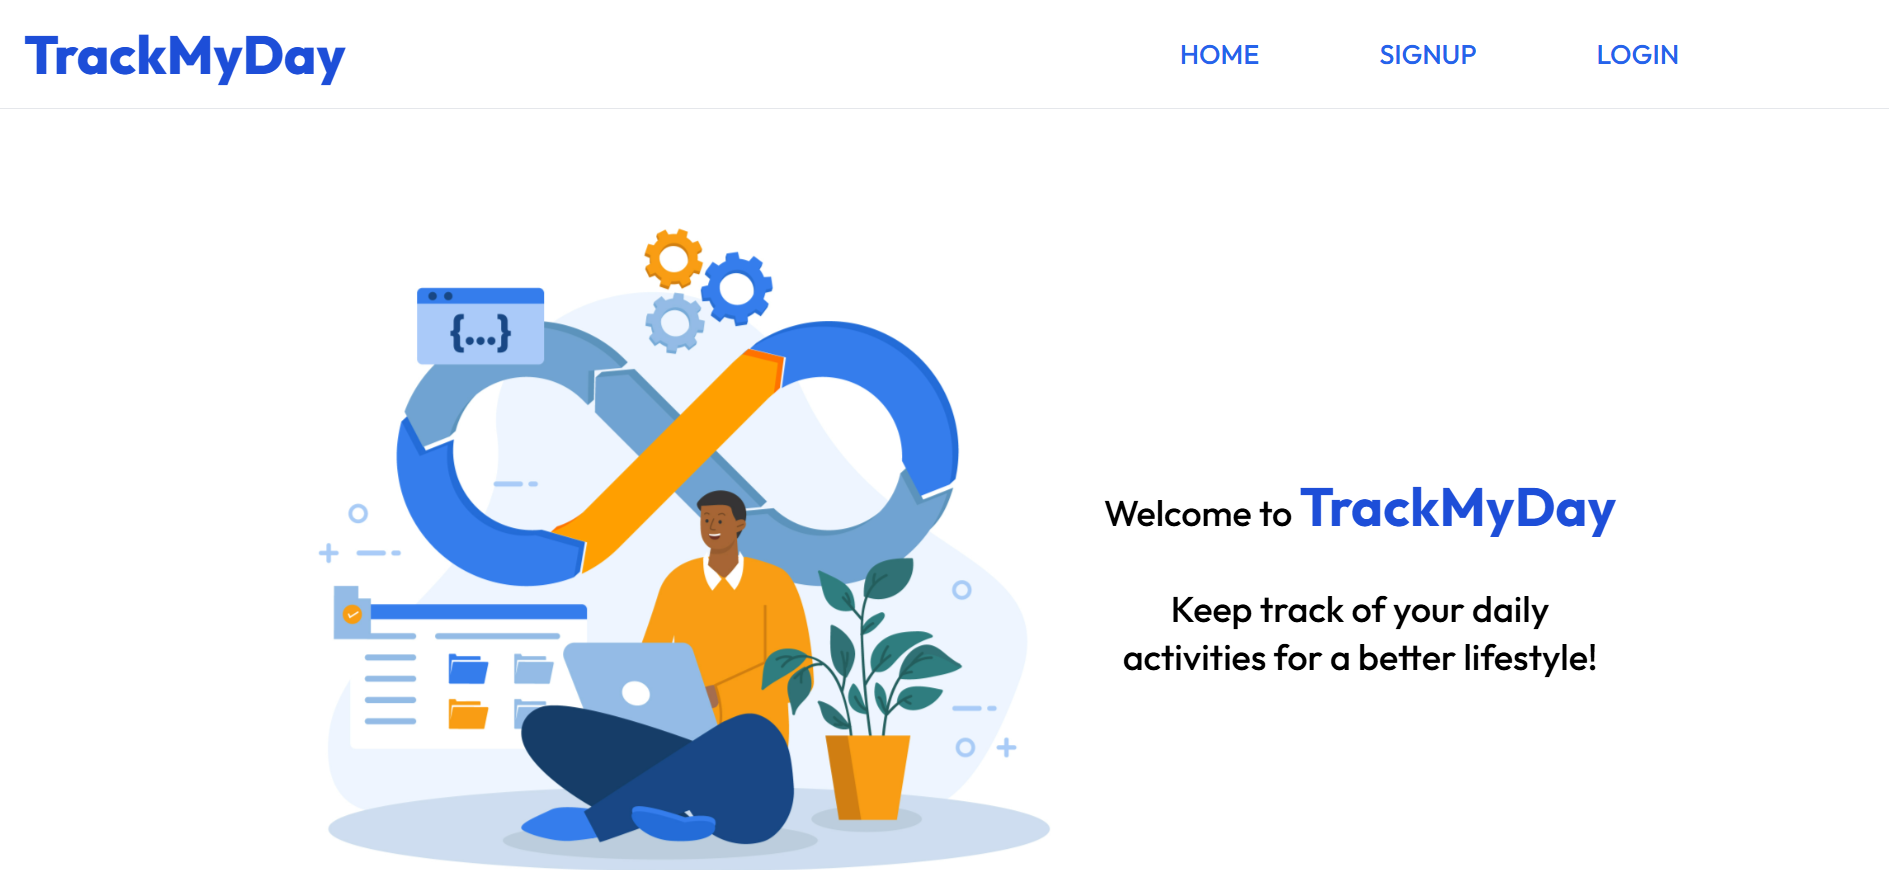 TrackMyDay
HOME SIGNUP LOGIN
{...}
Welcome to TrackMyDay
Keep track of your daily
activities for a better lifestyle!